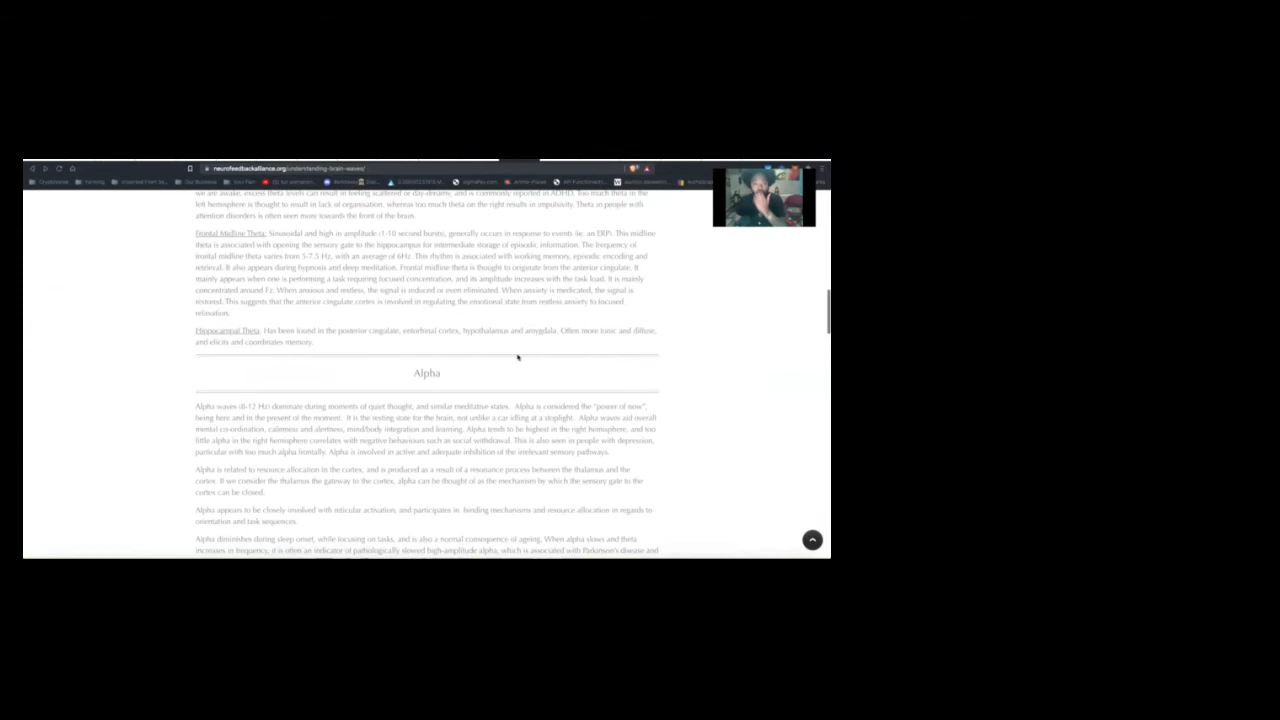 neurofeedbackalliance.org/understanding-brain-waves/
we are awake, excess theta levels can result in feeling scattered or day-dreamy, and is commonly reported in ADHD. Too much theta in the
left hemisphere is thought to result in lack of organisation, whereas too much theta on the right results in impulsivity. Theta in people with
attention disorders is often seen more towards the front of the brain.
Frontal Midline Theta: Sinusoidal and high in amplitude (1-10 second bursts), generally occurs in response to events (ie. an ERP). This midline
theta is associated with opening the sensory gate to the hippocampus for intermediate storage of episodic information. The frequency of
frontal midline theta varies from 5-7.5 Hz, with an average of 6Hz. This rhythm is associated with working memory, episodic encoding and
retrieval. It also appears during hypnosis and deep meditation. Frontal midline theta is thought to originate from the anterior cingulate. It
mainly appears when one is performing a task requiring focused concentration, and its amplitude increases with the task load. It is mainly
concentrated around Fz. When anxious and restless, the signal is reduced or even eliminated. When anxiety is medicated, the signal is
restored. This suggests that the anterior cingulate cortex is involved in regulating the emotional state from restless anxiety to focused
relaxation.
Hippocampal Theta: Has been found in the posterior cingulate, entorhinal cortex, hypothalamus and amygdala. Often more tonic and diffuse,
and elicits and coordinates memory.
Alpha
Alpha waves (8-12 Hz) dominate during moments of quiet thought, and similar meditative states. Alpha is considered the "power of now",
being here and in the present of the moment. It is the resting state for the brain, not unlike a car idling at a stoplight. Alpha waves aid overall
mental co-ordination, calmness and alertness, mind/body integration and learning. Alpha tends to be highest in the right hemisphere, and too
little alpha in the right hemisphere correlates with negative behaviours such as social withdrawal. This is also seen in people with depression,
particular with too much alpha frontally. Alpha is involved in active and adequate inhibition of the irrelevant sensory pathways.
Alpha is related to resource allocation in the cortex, and is produced as a result of a resonance process between the thalamus and the
cortex. If we consider the thalamus the gateway to the cortex, alpha can be thought of as the mechanism by which the sensory gate to the
cortex can be closed.
Alpha appears to be closely involved with reticular activation, and participates in binding mechanisms and resource allocation in regards to
orientation and task sequences.
Alpha diminishes during sleep onset, while focusing on tasks, and is also a normal consequence of ageing. When alpha slows and theta
increases in frequency, it is often an indicator of pathologically slowed high-amplitude alpha, which is associated with Parkinson's disease and